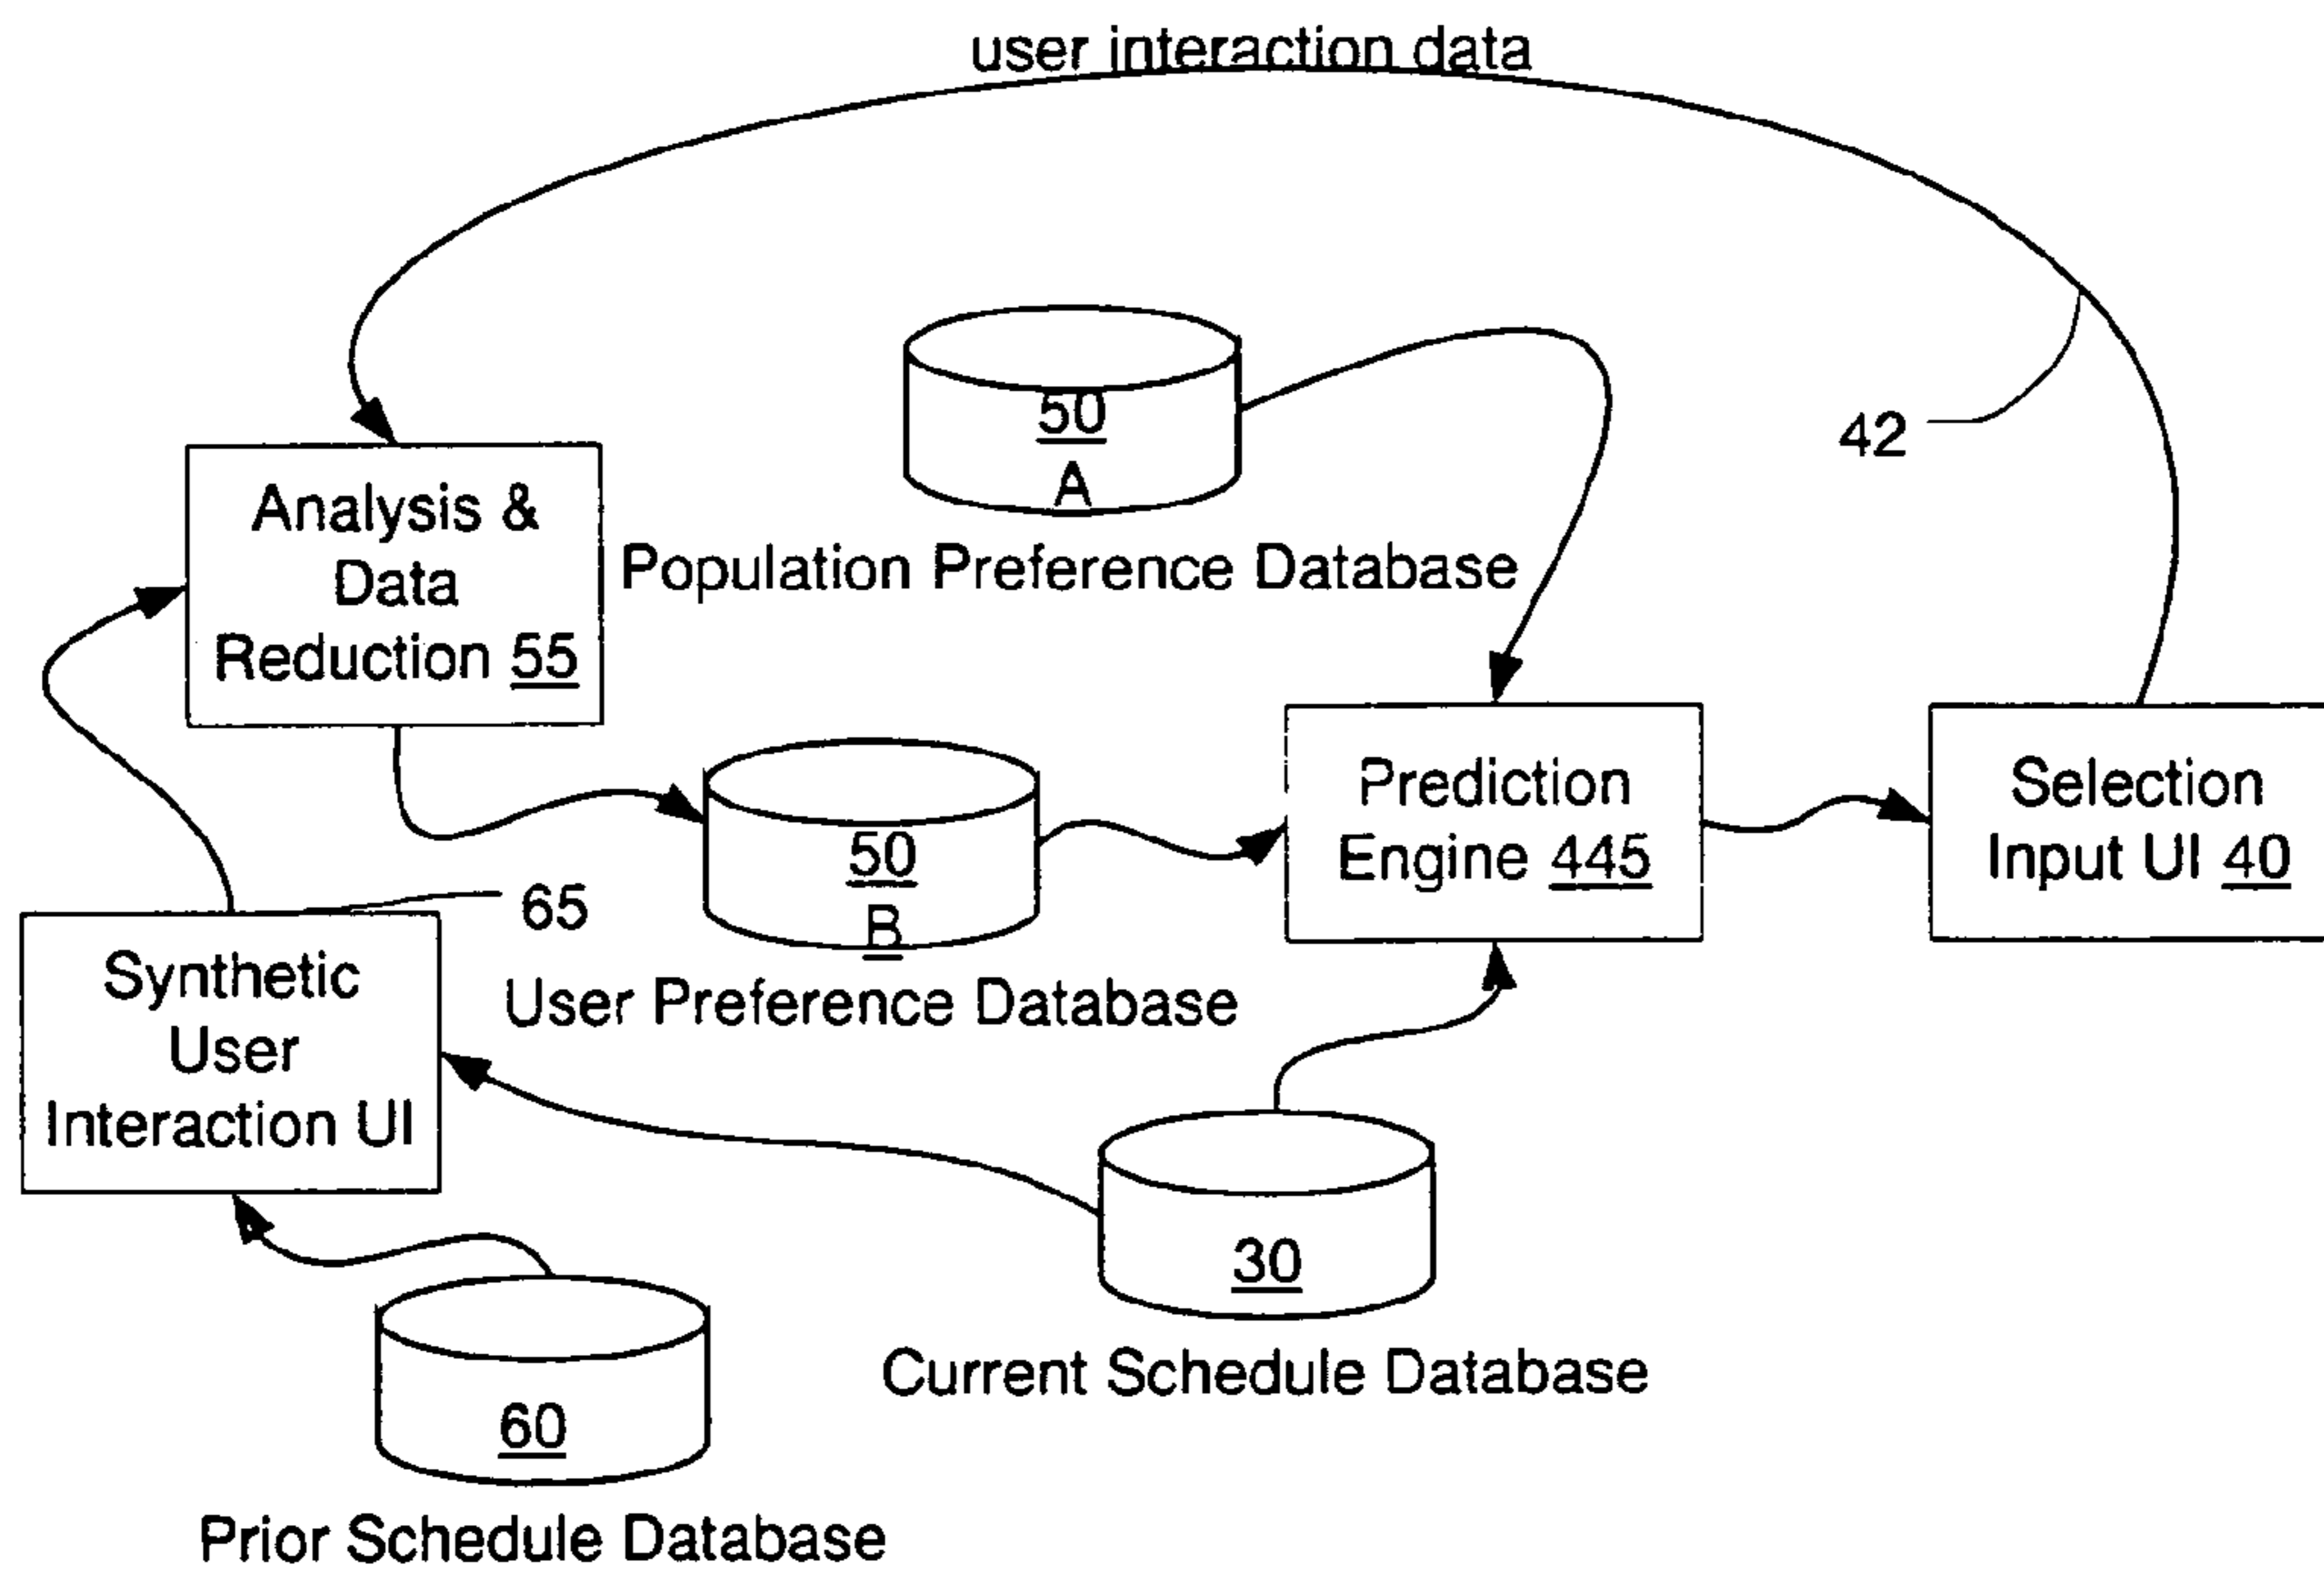 user interaction data
50
A
42
Analysis &
Data
Reduction 55
Population Preference Database
Prediction
Engine 445
Selection
Input UI 40
50
B
65
Synthetic
User
Interaction UI
User Preference Database
30
Current Schedule Database
60
Prior Schedule Database